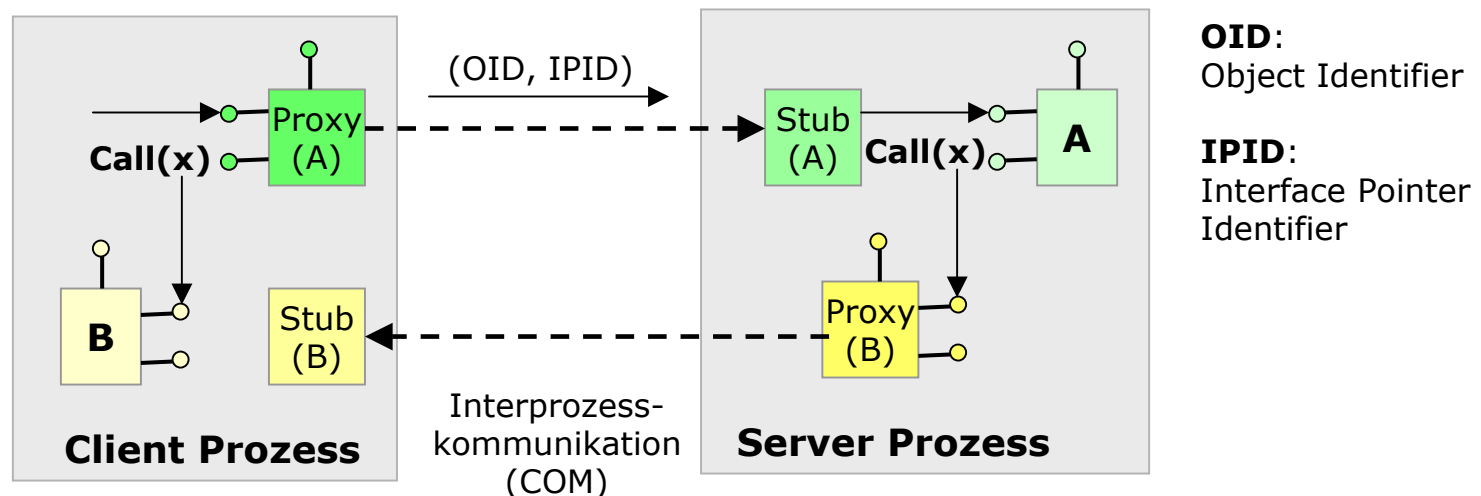 (OID, IPID)
Proxy
(A)
Call(x)
B
Stub
(B)
Client Prozess
Interprozess-
kommunikation
(COM)
Stub
(A)
Call(x)
A
Proxy
(B)
Server Prozess
OID:
Object Identifier
IPID:
Interface Pointer
Identifier